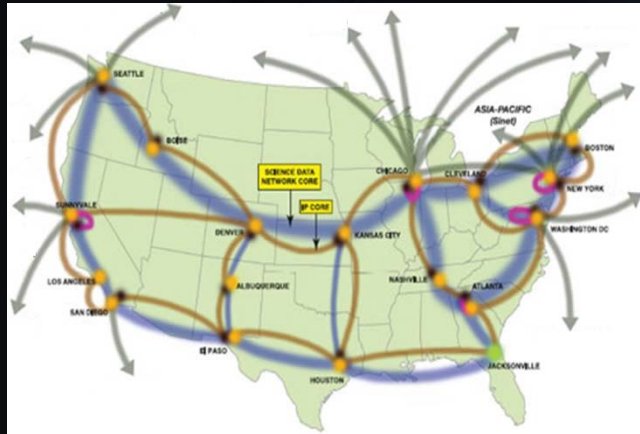 SEATTLE
BOISE
ASIA-PACIFIC
(Sinet)
BOSTON
CHICAGO
CLEVELAND
SCIENCE DATA
NETWORK CORE
NEW YORK
SUNNYVALE
IP CORE
DENVER
KANSAS CITY
WASHINGTON DC
LOS ANGELES
ALBUQUERQUE
NASHVILLE
ATLANTA
SAN DIEGO
El PASO
JACKSONVILLE
HOUSTON